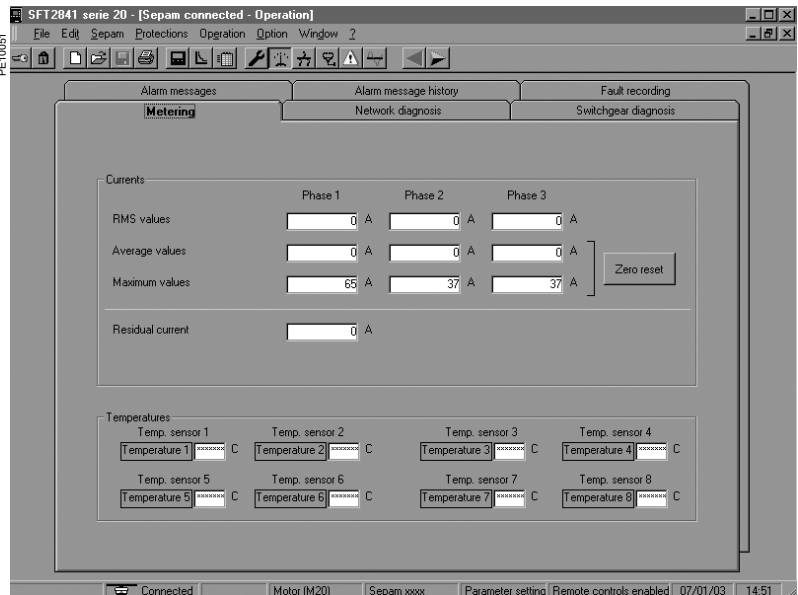 PE10051
SFT2841 serie 20 - [Sepam connected - Operation]
File Edit Sepam Protections Operation Option Window ?
Alarm messages Alarm message history Fault recording
Metering Network diagnosis Switchgear diagnosis
Currents
Phase 1 Phase 2 Phase 3
RMS values 0 A 0 A 0 A
Average values 0 A 0 A 0 A
Zero reset
Maximum values 65 A 37 A 37 A
Residual current 0 A
Temperatures
Temp. sensor 1 Temp. sensor 2 Temp. sensor 3 Temp. sensor 4
Temperature 1 ******* C Temperature 2 ******* C Temperature 3 ******* C Temperature 4 ******* C
Temp. sensor 5 Temp. sensor 6 Temp. sensor 7 Temp. sensor 8
Temperature 5 ******* C Temperature 6 ******* C Temperature 7 ******* C Temperature 8 ******* C
Connected Motor (M20) Sepam xxxx Parameter setting Remote controls enabled 07/01/03 14:51